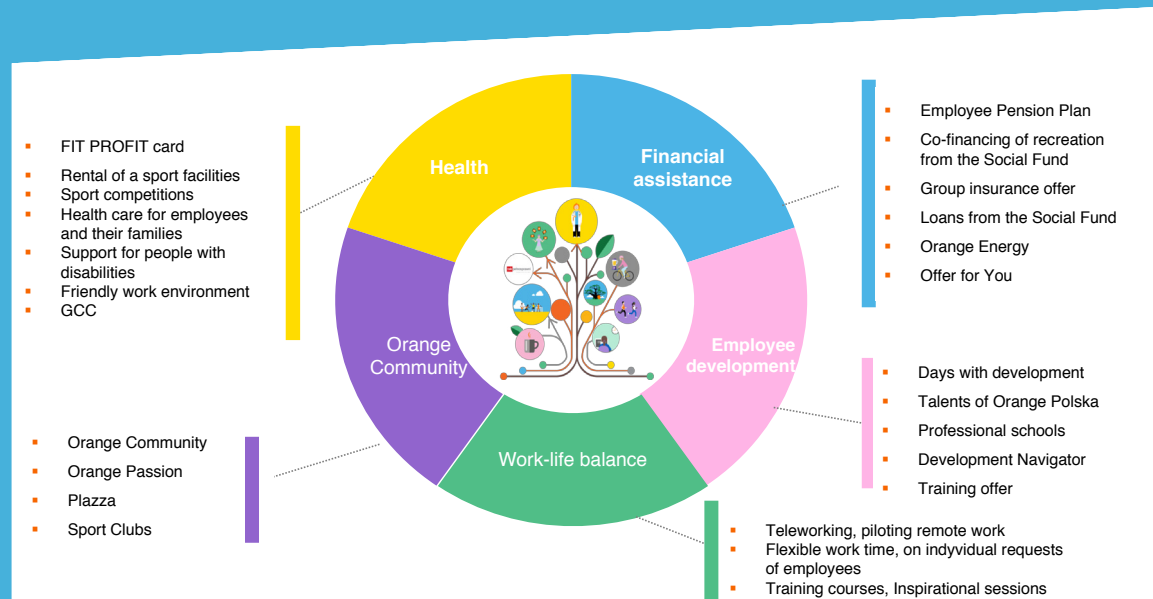 Health
Financial
assistance
Employee
development
Work-life balance
Orange
Community
FIT PROFIT card
Rental of a sport facilities
Sport competitions
Health care for employees
and their families
Support for people with
disabilities
Friendly work environment
GCC
Employee Pension Plan
Co-financing of recreation
from the Social Fund
Group insurance offer
Loans from the Social Fund
Orange Energy
Offer for You
Days with development
Talents of Orange Polska
Professional schools
Development Navigator
Training offer
Orange Community
Orange Passion
Plazza
Sport Clubs
Teleworking, piloting remote work
Flexible work time, on indyvidual requests
of employees
Training courses, Inspirational sessions